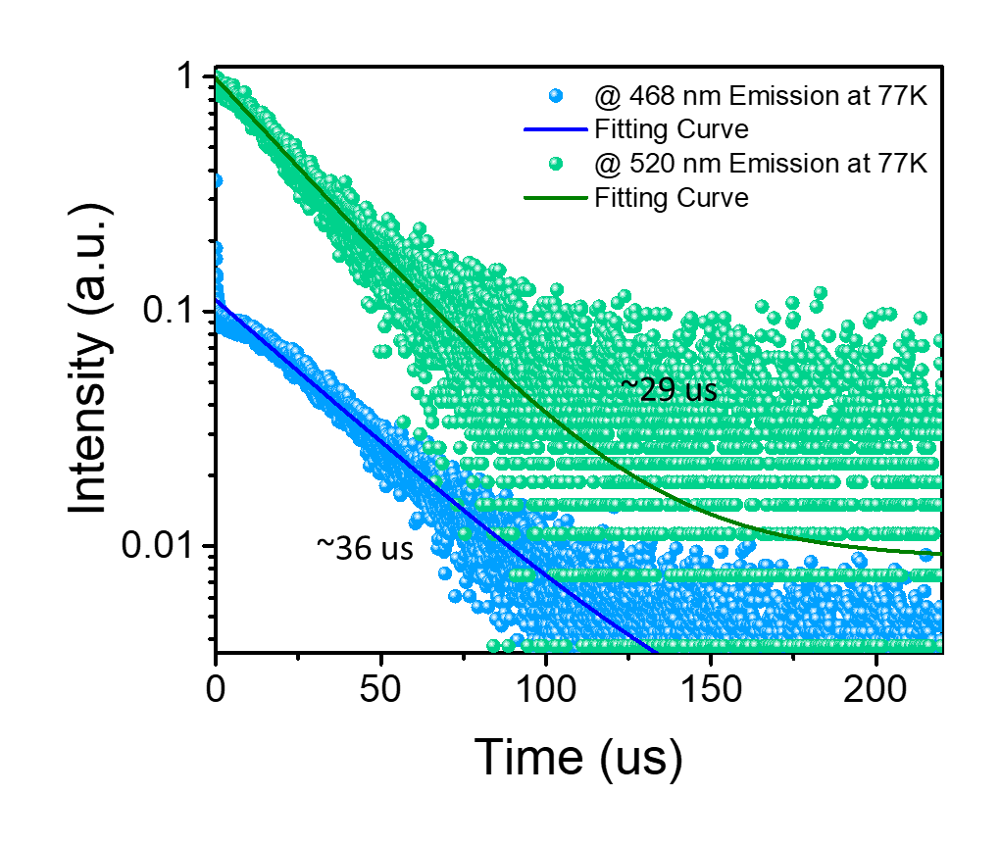 @ 468 nm Emission at 77K
Fitting Curve
@ 520 nm Emission at 77K
Fitting Curve
1
0.1
0.01
Intensity (a.u.)
~29 us
~36 us
0
50
100
150
200
Time (us)